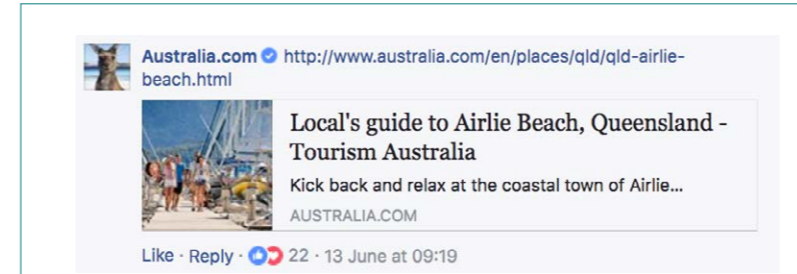 Australia.com http://www.australia.com/en/places/qld/qld-airlie-
beach.html
Local's guide to Airlie Beach, Queensland -
Tourism Australia
Kick back and relax at the coastal town of Airlie...
AUSTRALIA.COM
Like · Reply · 22 · 13 June at 09:19